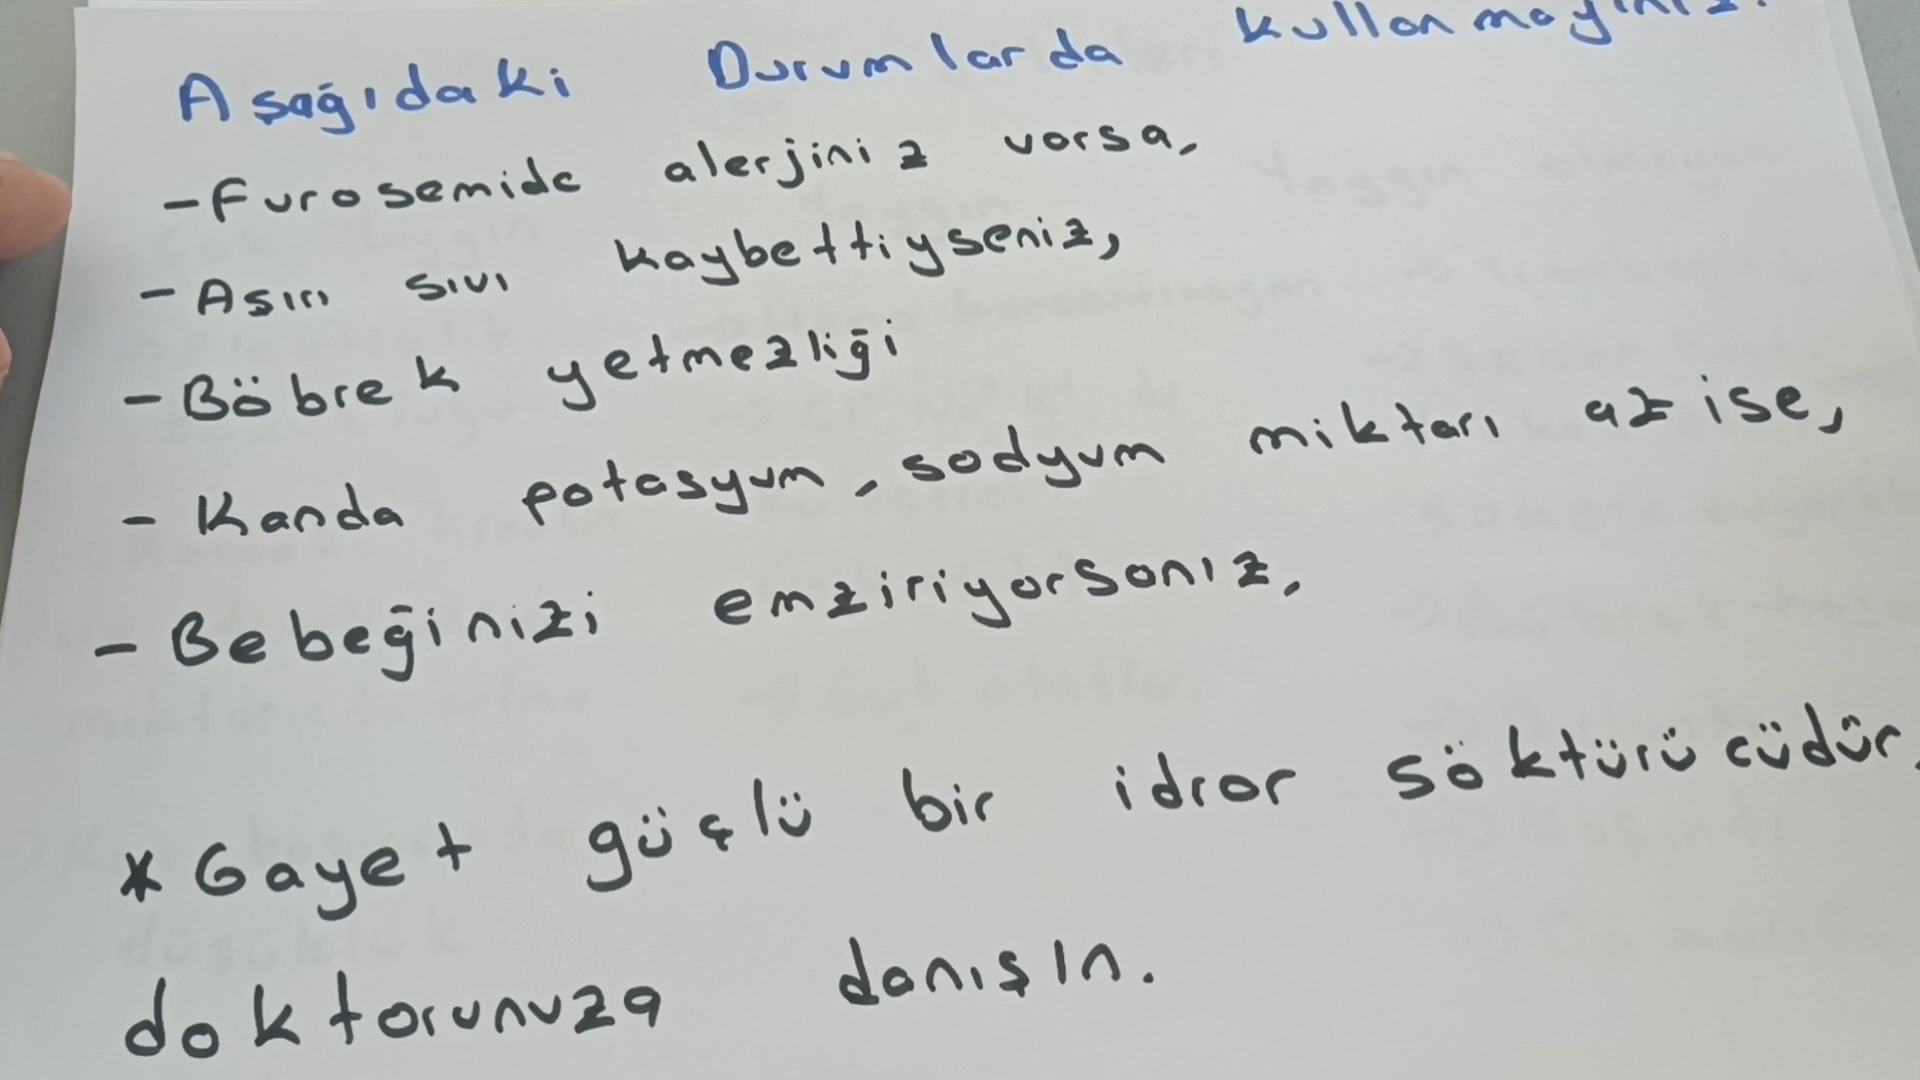 Aşağıdaki Durumlarda kullanmayınız.
- Furosemide alerjiniz varsa,
- Aşırı sıvı kaybettiyseniz,
- Böbrek yetmezliği
- Kanda potasyum, sodyum miktarı az ise,
- Bebeğinizi emziriyorsanız,
* Gayet güçlü bir idrar söktürücüdür,
doktorunuza danışın.